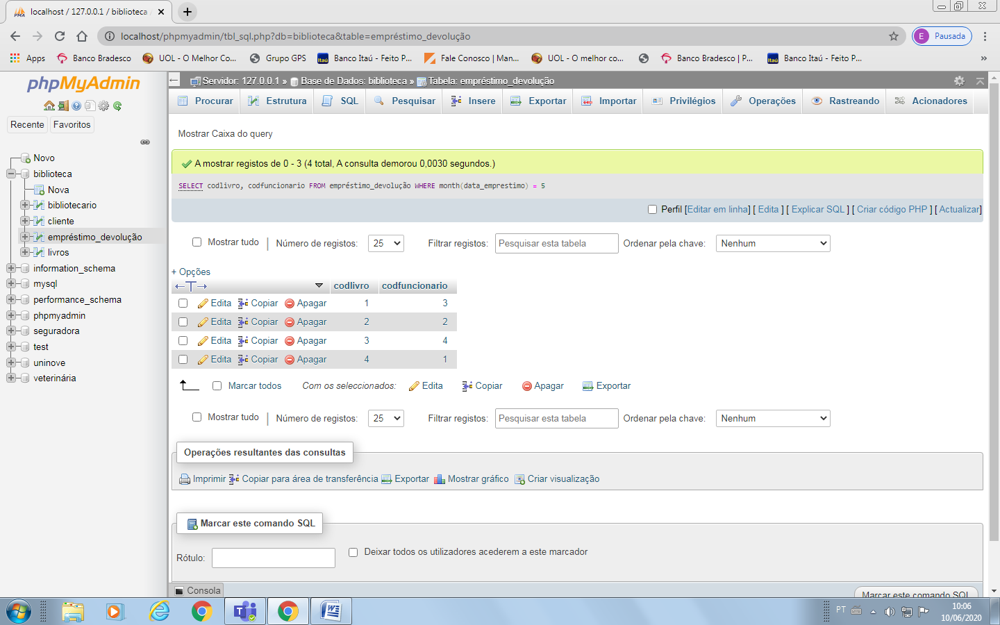 localhost / 127.0.0.1 / biblioteca
localhost/phpmyadmin/tbl_sql.php?db=biblioteca&table=empréstimo_devolução
E Pausada
Apps Banco Bradesco UOL - O Melhor Co... Grupo GPS Banco Itaú - Feito P... Fale Conosco | Man... UOL - O melhor co... Banco Bradesco | P... Banco Itaú - Feito P... »
phpMyAdmin
Recente Favoritos
Novo
biblioteca
Nova
bibliotecario
cliente
empréstimo_devolução
livros
information_schema
mysql
performance_schema
phpmyadmin
seguradora
test
uninove
veterinária
Servidor: 127.0.0.1 » Base de Dados: biblioteca » Tabela: empréstimo_devolução
Procurar Estrutura SQL Pesquisar Insere Exportar Importar Privilégios Operações Rastreando Acionadores
Mostrar Caixa do query
A mostrar registos de 0 - 3 (4 total, A consulta demorou 0,0030 segundos.)
SELECT codlivro, codfuncionario FROM empréstimo_devolução WHERE month(data_emprestimo) = 5
Perfil [Editar em linha] [ Edita ] [ Explicar SQL ] [ Criar código PHP ] [ Actualizar]
Mostrar tudo | Número de registos: 25 Filtrar registos: Pesquisar esta tabela Ordenar pela chave: Nenhum
+ Opções
←T→ codlivro codfuncionario
Edita Copiar Apagar 1 3
Edita Copiar Apagar 2 2
Edita Copiar Apagar 3 4
Edita Copiar Apagar 4 1
Marcar todos Com os seleccionados: Edita Copiar Apagar Exportar
Mostrar tudo | Número de registos: 25 Filtrar registos: Pesquisar esta tabela Ordenar pela chave: Nenhum
Operações resultantes das consultas
Imprimir Copiar para área de transferência Exportar Mostrar gráfico Criar visualização
Marcar este comando SQL
Rótulo: Deixar todos os utilizadores acederem a este marcador
Consola
Marcar este comando SQL
PT 10:06
10/06/2020